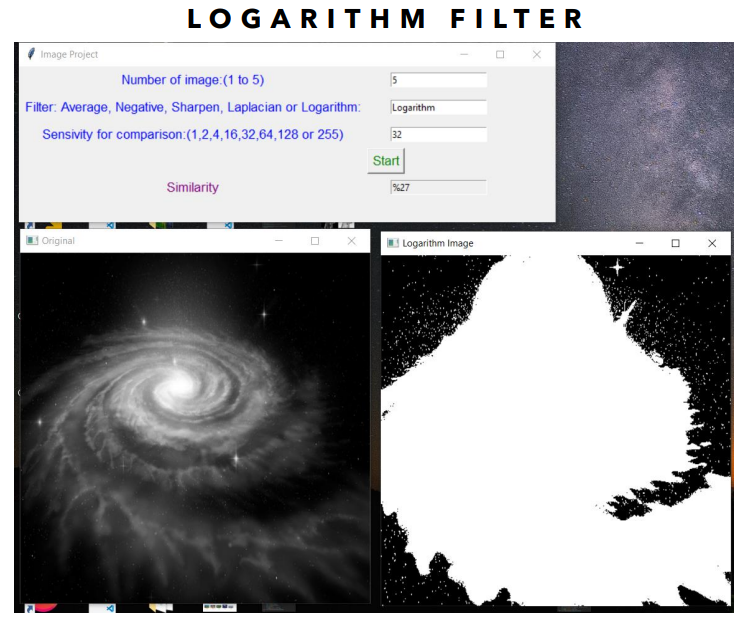 LOGARITHM FILTER
Image Project
Number of image:(1 to 5) 5
Filter: Average, Negative, Sharpen, Laplacian or Logarithm: Logarithm
Sensivity for comparison:(1,2,4,16,32,64,128 or 255) 32
Start
Similarity %27
Original
Logarithm Image